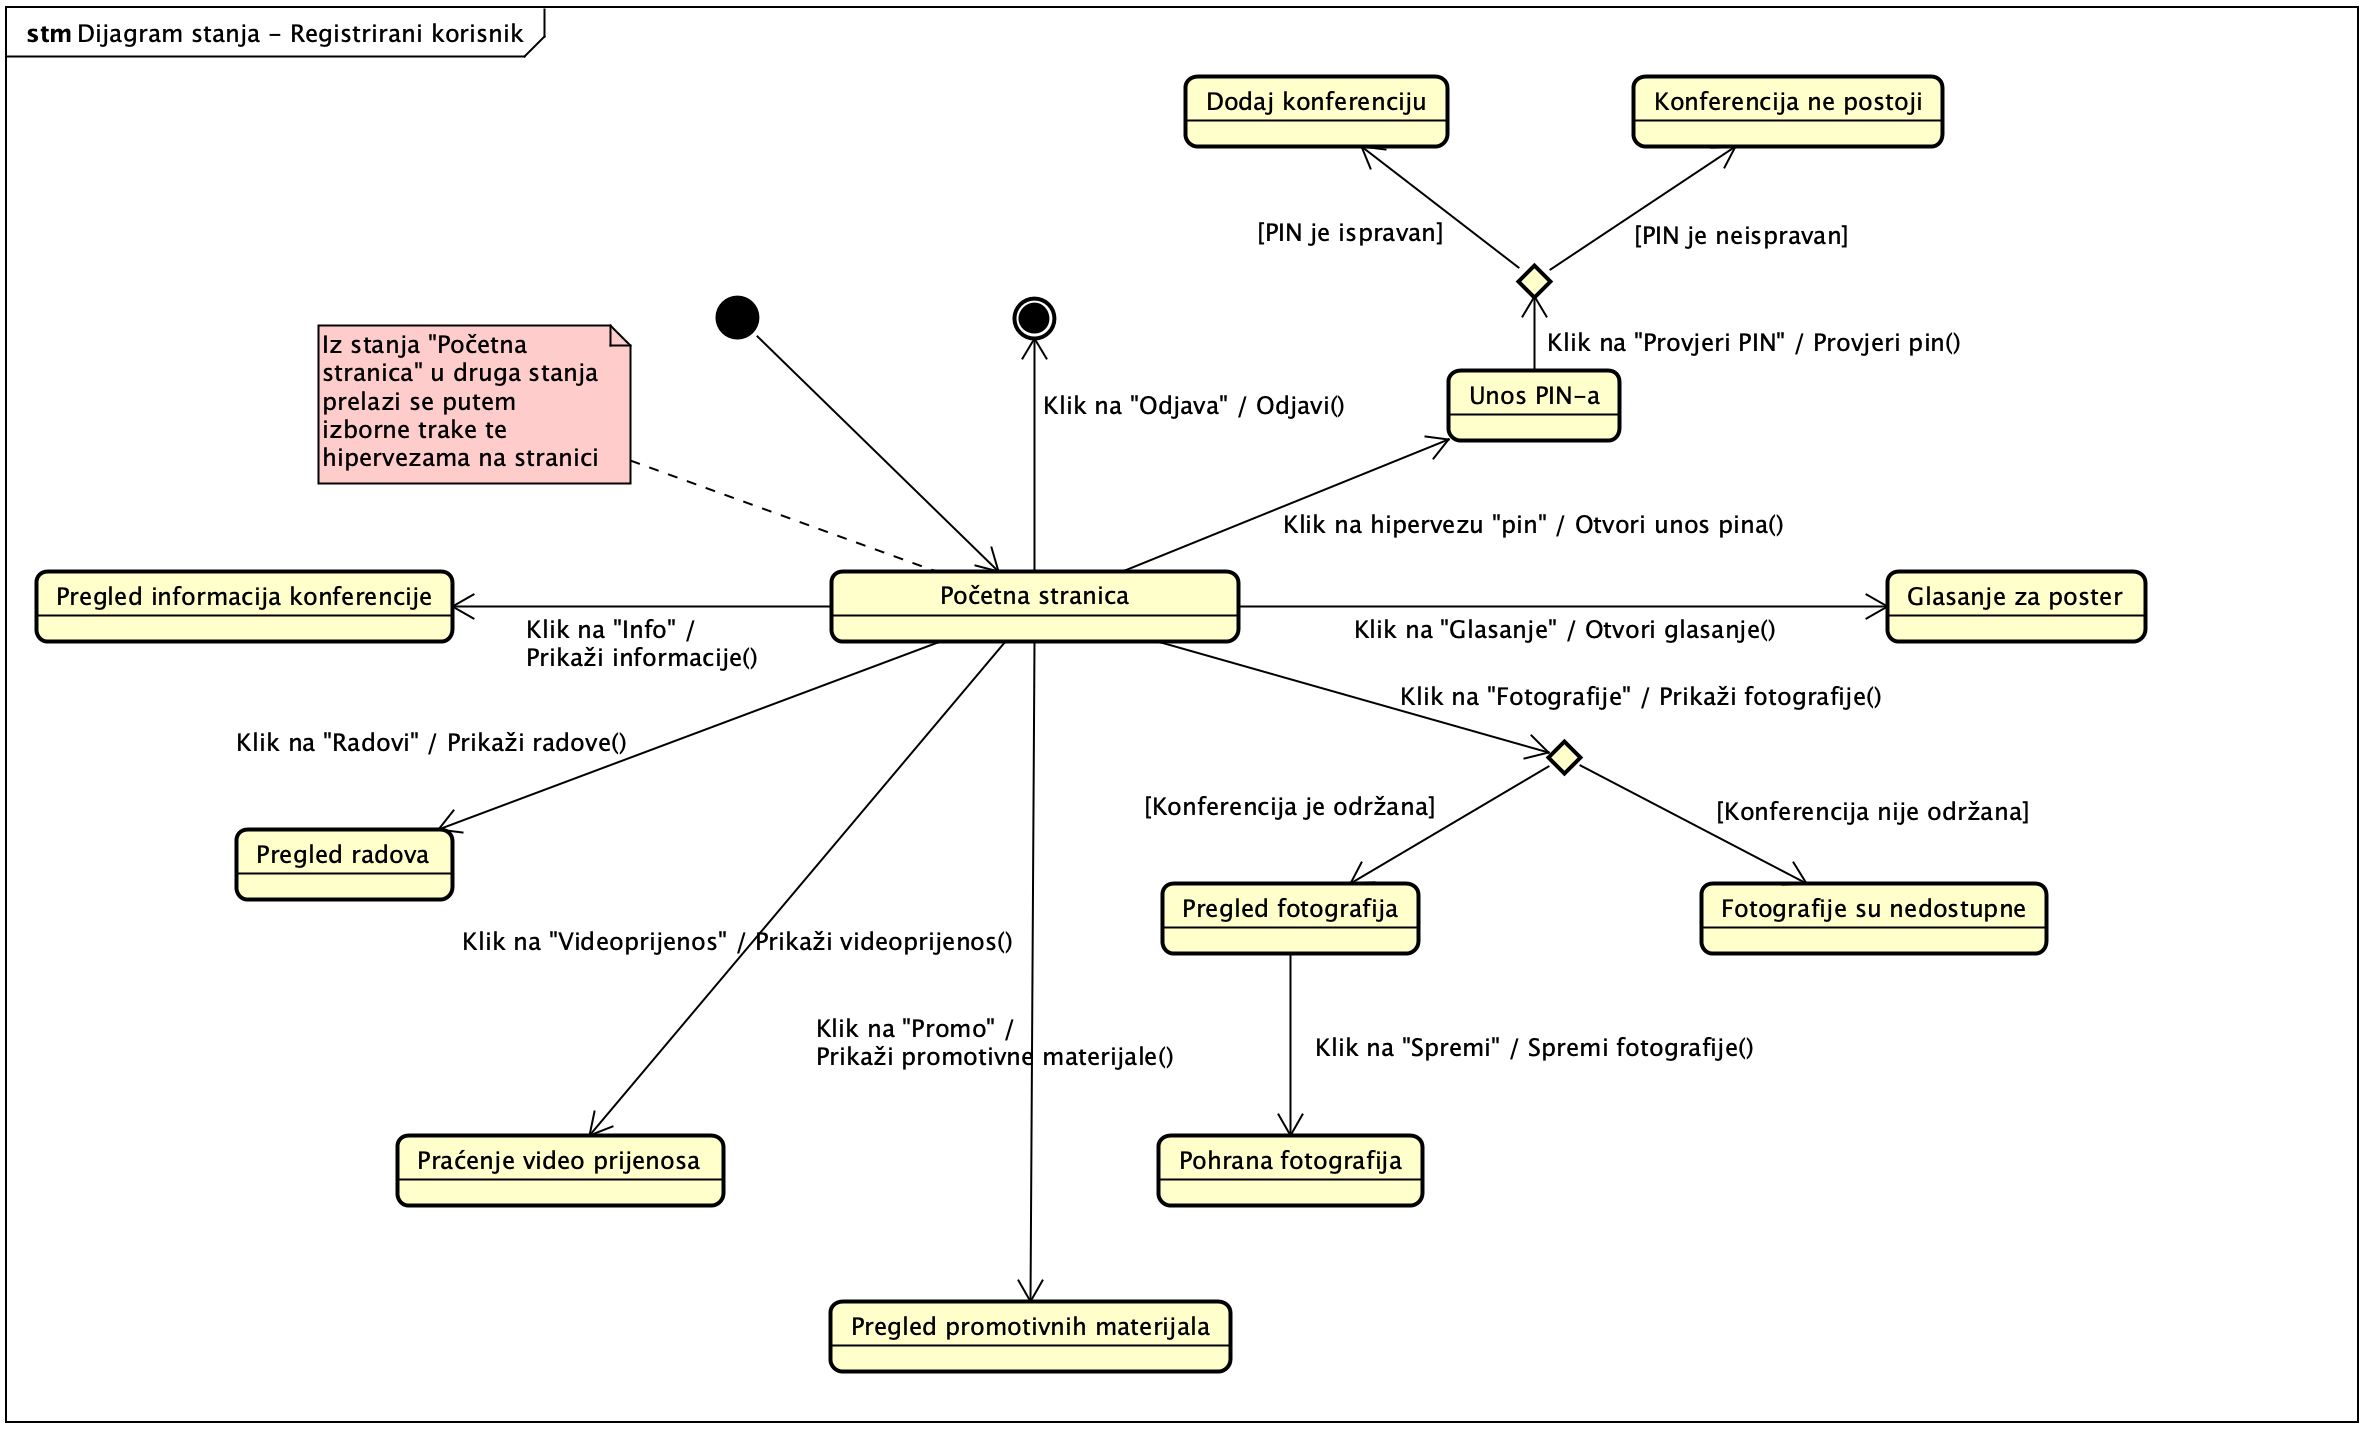 stm Dijagram stanja - Registrirani korisnik
Dodaj konferenciju
Konferencija ne postoji
[PIN je ispravan]
[PIN je neispravan]
Iz stanja "Početna
stranica" u druga stanja
prelazi se putem
izborne trake te
hipervezama na stranici
Klik na "Provjeri PIN" / Provjeri pin()
Unos PIN-a
Klik na "Odjava" / Odjavi()
Klik na hipervezu "pin" / Otvori unos pina()
Pregled informacija konferencije
Početna stranica
Glasanje za poster
Klik na "Info" /
Prikaži informacije()
Klik na "Glasanje" / Otvori glasanje()
Klik na "Fotografije" / Prikaži fotografije()
Klik na "Radovi" / Prikaži radove()
[Konferencija je održana]
[Konferencija nije održana]
Pregled radova
Pregled fotografija
Fotografije su nedostupne
Klik na "Videoprijenos" / Prikaži videoprijenos()
Klik na "Promo" /
Prikaži promotivne materijale()
Klik na "Spremi" / Spremi fotografije()
Praćenje video prijenosa
Pohrana fotografija
Pregled promotivnih materijala